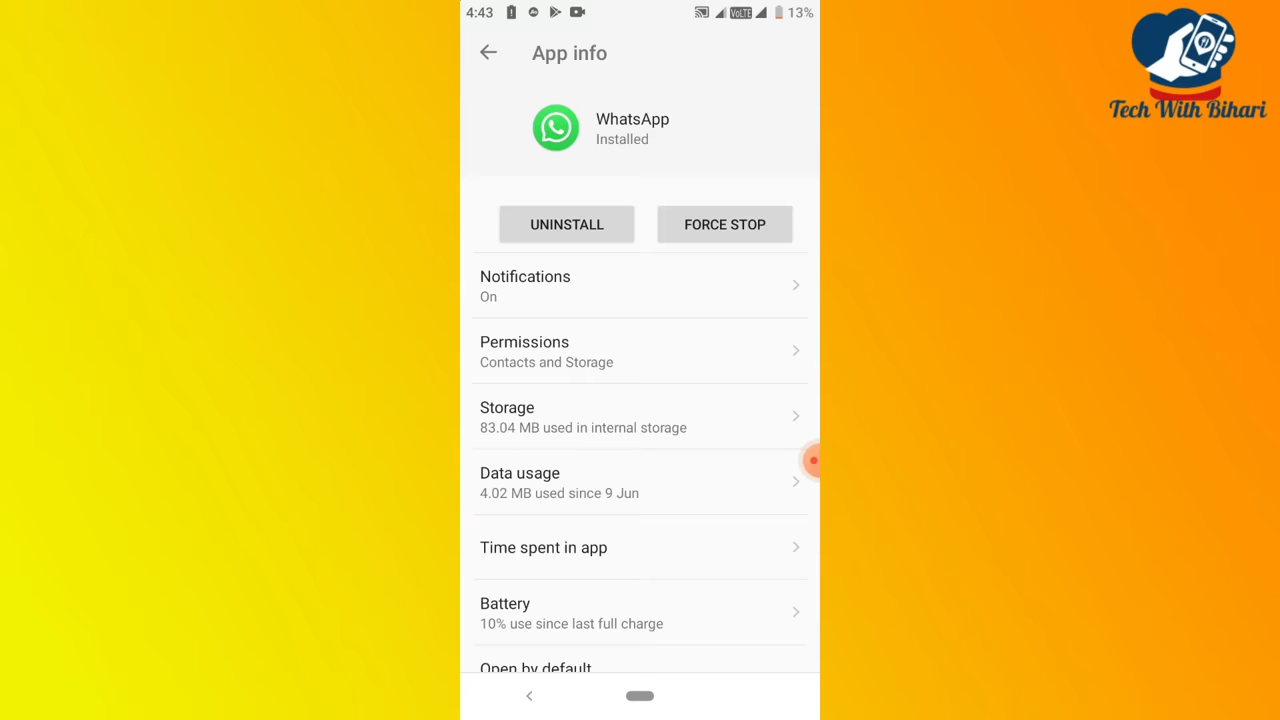 4:43
VoLTE
13%
Tech With Bihari
App info
WhatsApp
Installed
UNINSTALL
FORCE STOP
Notifications
On
Permissions
Contacts and Storage
Storage
83.04 MB used in internal storage
Data usage
4.02 MB used since 9 Jun
Time spent in app
Battery
10% use since last full charge
Open by default